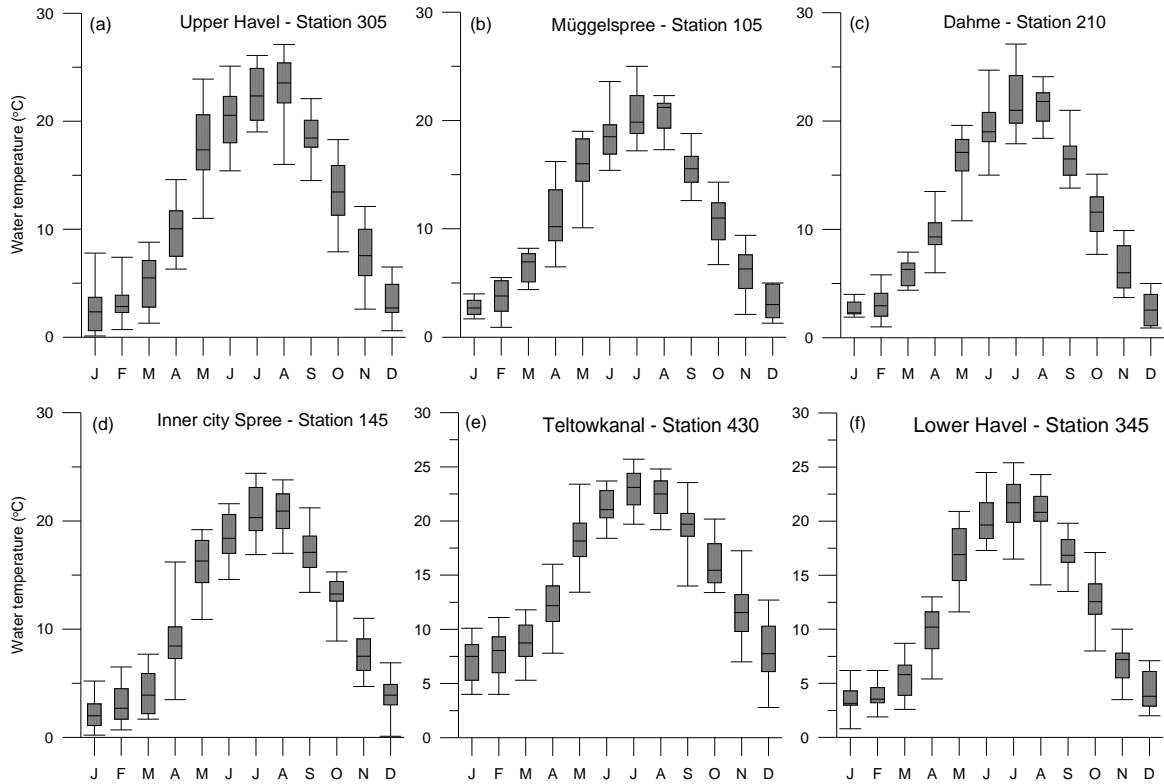 (a) Upper Havel - Station 305
30
20
10
0
Water temperature (°C)
J F M A M J J A S O N D
(b) Müggelspree - Station 105
30
20
10
0
J F M A M J J A S O N D
(c) Dahme - Station 210
30
20
10
0
J F M A M J J A S O N D
(d) Inner city Spree - Station 145
30
20
10
0
Water temperature (°C)
J F M A M J J A S O N D
(e) Teltowkanal - Station 430
30
25
20
15
10
5
0
J F M A M J J A S O N D
(f) Lower Havel - Station 345
30
25
20
15
10
5
0
J F M A M J J A S O N D